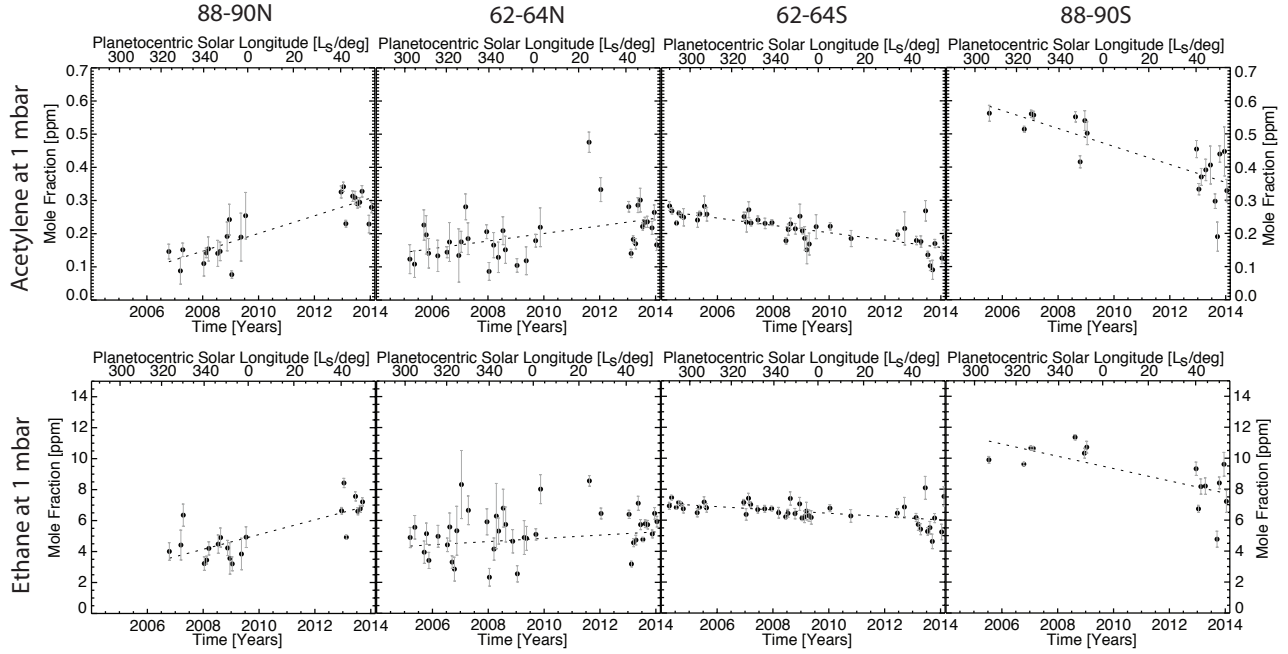 88-90N 62-64N 62-64S 88-90S
Planetocentric Solar Longitude [Ls/deg] Planetocentric Solar Longitude [Ls/deg] Planetocentric Solar Longitude [Ls/deg] Planetocentric Solar Longitude [Ls/deg]
300 320 340 0 20 40 300 320 340 0 20 40 300 320 340 0 20 40 300 320 340 0 20 40
Acetylene at 1 mbar
Mole Fraction [ppm]
0.7 0.6 0.5 0.4 0.3 0.2 0.1 0.0
Mole Fraction [ppm]
0.7 0.6 0.5 0.4 0.3 0.2 0.1 0.0
2006 2008 2010 2012 2014 2006 2008 2010 2012 2014 2006 2008 2010 2012 2014 2006 2008 2010 2012 2014
Time [Years] Time [Years] Time [Years] Time [Years]
Planetocentric Solar Longitude [Ls/deg] Planetocentric Solar Longitude [Ls/deg] Planetocentric Solar Longitude [Ls/deg] Planetocentric Solar Longitude [Ls/deg]
300 320 340 0 20 40 300 320 340 0 20 40 300 320 340 0 20 40 300 320 340 0 20 40
Ethane at 1 mbar
Mole Fraction [ppm]
14 12 10 8 6 4 2 0
Mole Fraction [ppm]
14 12 10 8 6 4 2 0
2006 2008 2010 2012 2014 2006 2008 2010 2012 2014 2006 2008 2010 2012 2014 2006 2008 2010 2012 2014
Time [Years] Time [Years] Time [Years] Time [Years]